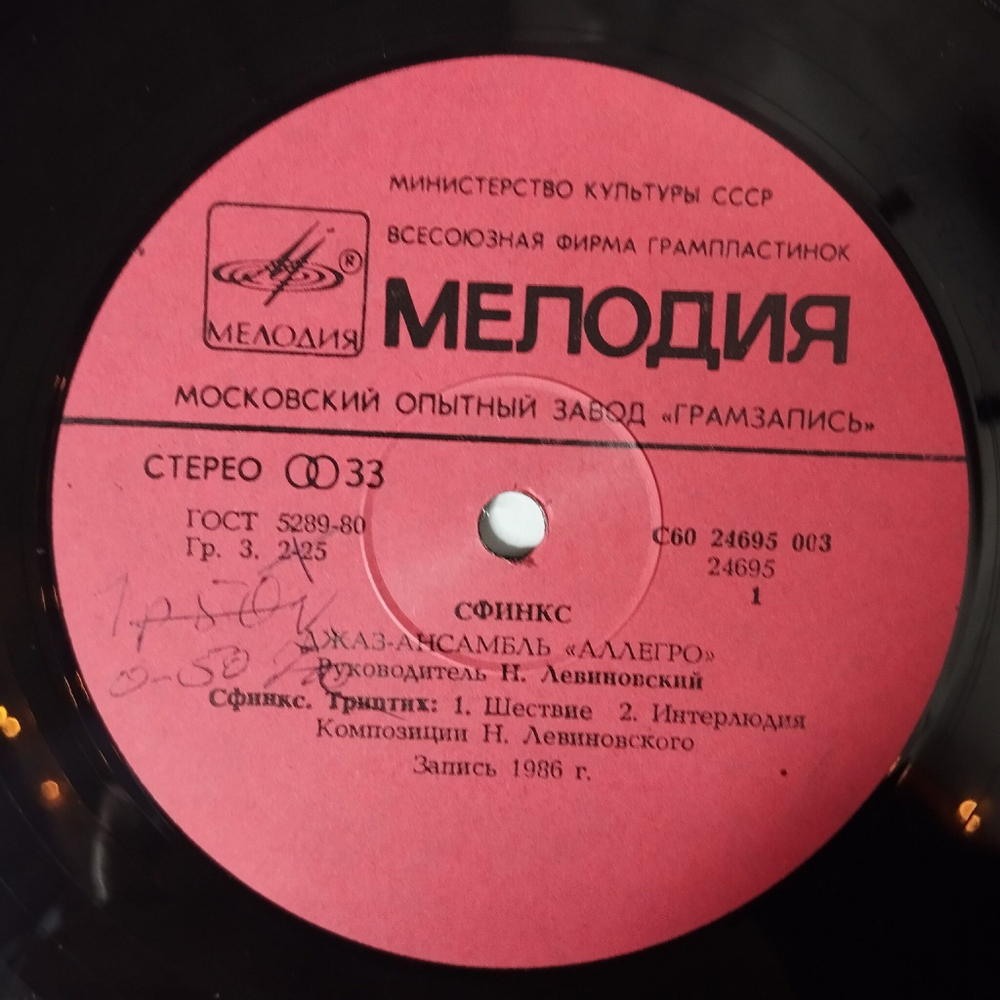 МИНИСТЕРСТВО КУЛЬТУРЫ СССР
ВСЕСОЮЗНАЯ ФИРМА ГРАМПЛАСТИНОК
МЕЛОДИЯ ®
МЕЛОДИЯ
МОСКОВСКИЙ ОПЫТНЫЙ ЗАВОД «ГРАМЗАПИСЬ»
СТЕРЕО 33
ГОСТ 5289-80
Гр. 3. 2-25
С60 24695 003
24695
1
СФИНКС
ДЖАЗ-АНСАМБЛЬ «АЛЛЕГРО»
Руководитель Н. Левиновский
Сфинкс. Триптих: 1. Шествие 2. Интерлюдия
Композиции Н. Левиновского
Запись 1986 г.